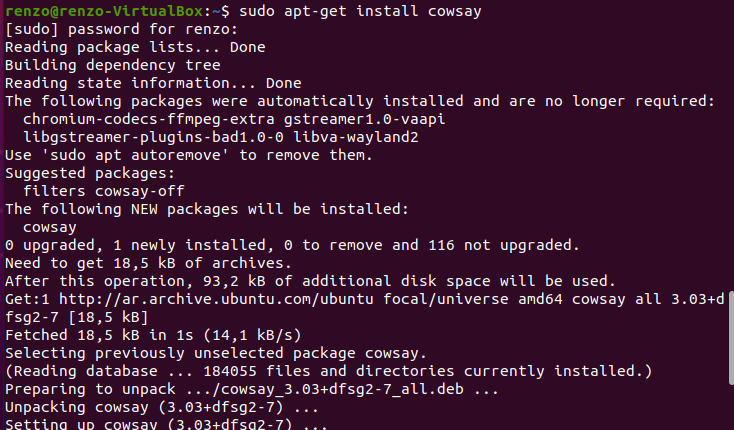 renzo@renzo-VirtualBox:~$ sudo apt-get install cowsay
[sudo] password for renzo:
Reading package lists... Done
Building dependency tree
Reading state information... Done
The following packages were automatically installed and are no longer required:
  chromium-codecs-ffmpeg-extra gstreamer1.0-vaapi
  libgstreamer-plugins-bad1.0-0 libva-wayland2
Use 'sudo apt autoremove' to remove them.
Suggested packages:
  filters cowsay-off
The following NEW packages will be installed:
  cowsay
0 upgraded, 1 newly installed, 0 to remove and 116 not upgraded.
Need to get 18,5 kB of archives.
After this operation, 93,2 kB of additional disk space will be used.
Get:1 http://ar.archive.ubuntu.com/ubuntu focal/universe amd64 cowsay all 3.03+d
fsg2-7 [18,5 kB]
Fetched 18,5 kB in 1s (14,1 kB/s)
Selecting previously unselected package cowsay.
(Reading database ... 184055 files and directories currently installed.)
Preparing to unpack .../cowsay_3.03+dfsg2-7_all.deb ...
Unpacking cowsay (3.03+dfsg2-7) ...
Setting up cowsay (3.03+dfsg2-7) ...